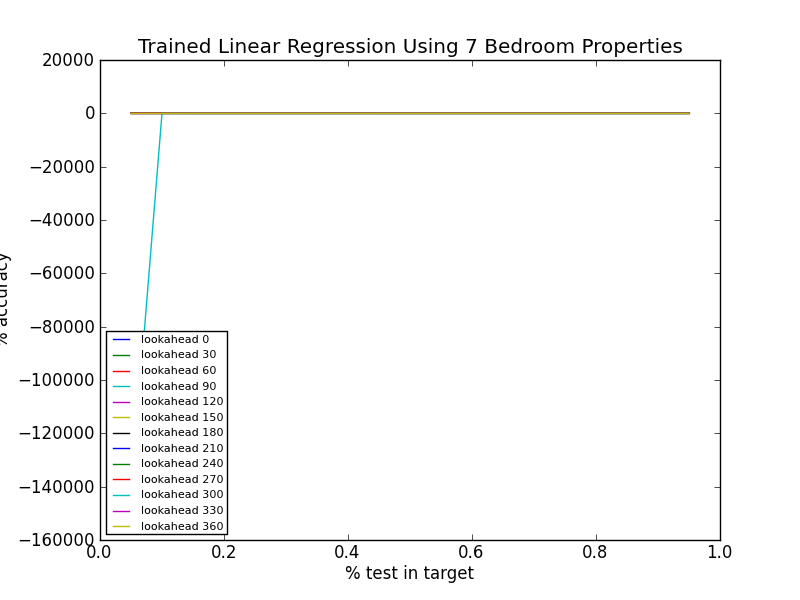 Trained Linear Regression Using 7 Bedroom Properties
20000
0
−20000
−40000
−60000
−80000
−100000
−120000
−140000
−160000
% accuracy
lookahead 0
lookahead 30
lookahead 60
lookahead 90
lookahead 120
lookahead 150
lookahead 180
lookahead 210
lookahead 240
lookahead 270
lookahead 300
lookahead 330
lookahead 360
0.0 0.2 0.4 0.6 0.8 1.0
% test in target